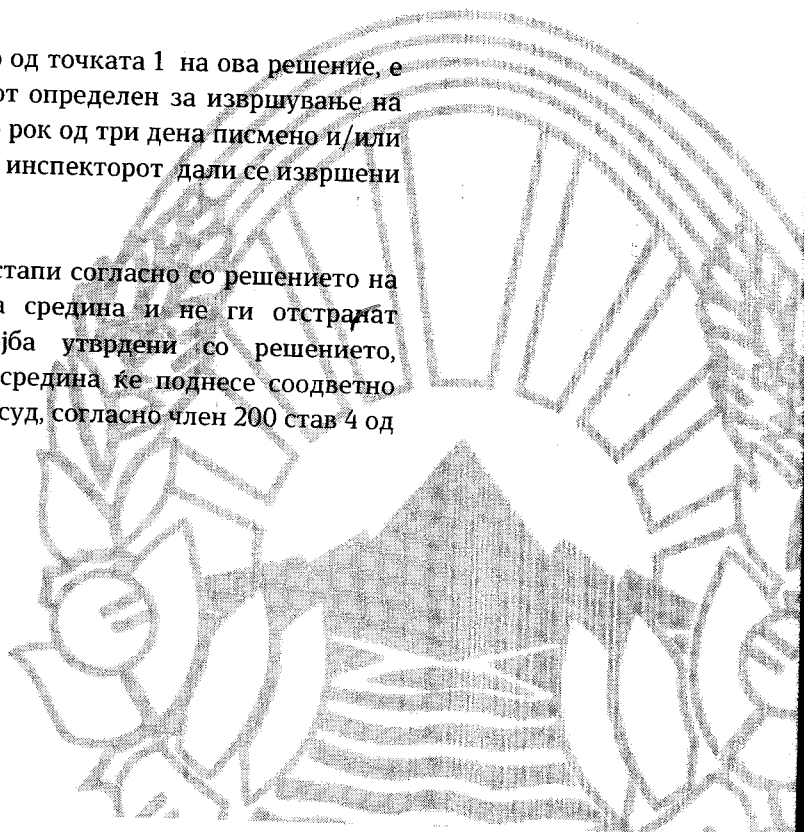 од точката 1 на ова решение, е
от определен за извршување на
рок од три дена писмено и/или
инспекторот дали се извршени
стапи согласно со решението на
а средина и не ги отстранат
јба утврдени со решението,
средина ќе поднесе соодветно
суд, согласно член 200 став 4 од